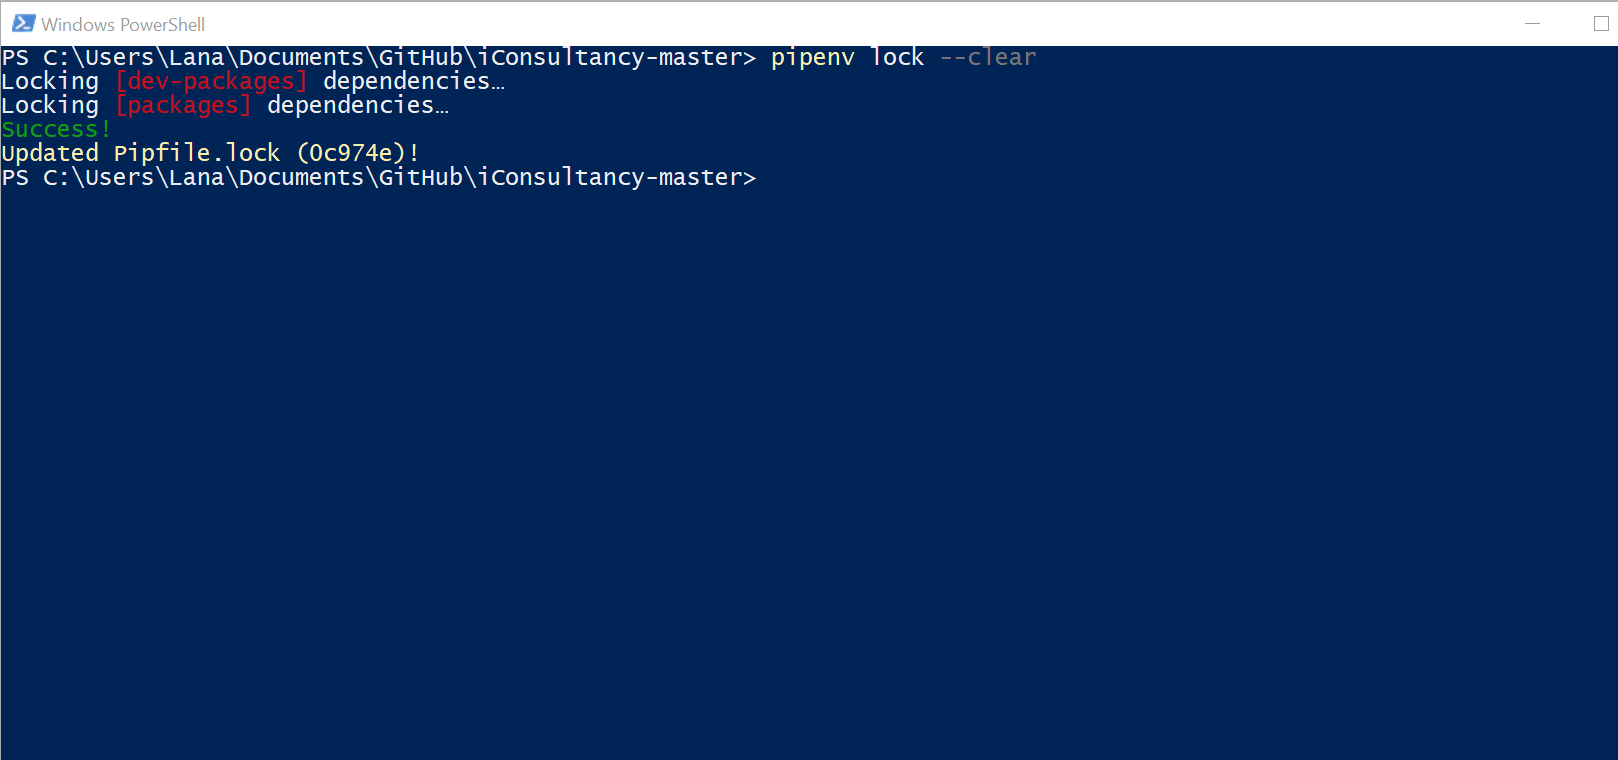 Windows PowerShell
PS C:\Users\Lana\Documents\GitHub\iConsultancy-master> pipenv lock --clear
Locking [dev-packages] dependencies…
Locking [packages] dependencies…
Success!
Updated Pipfile.lock (0c974e)!
PS C:\Users\Lana\Documents\GitHub\iConsultancy-master>